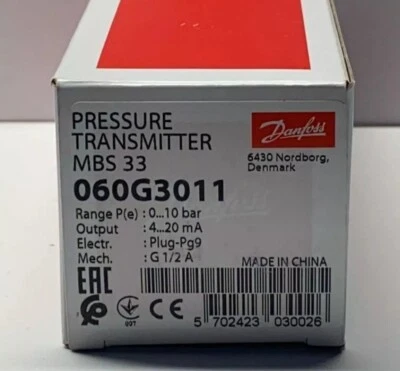 PRESSURE
TRANSMITTER
MBS 33
060G3011
Range P(e) : 0...10 bar
Output : 4...20 mA
Electr. : Plug-Pg9
Mech. : G 1/2 A
Danfoss
6430 Nordborg,
Denmark
MADE IN CHINA
EAC
5 702423 030026